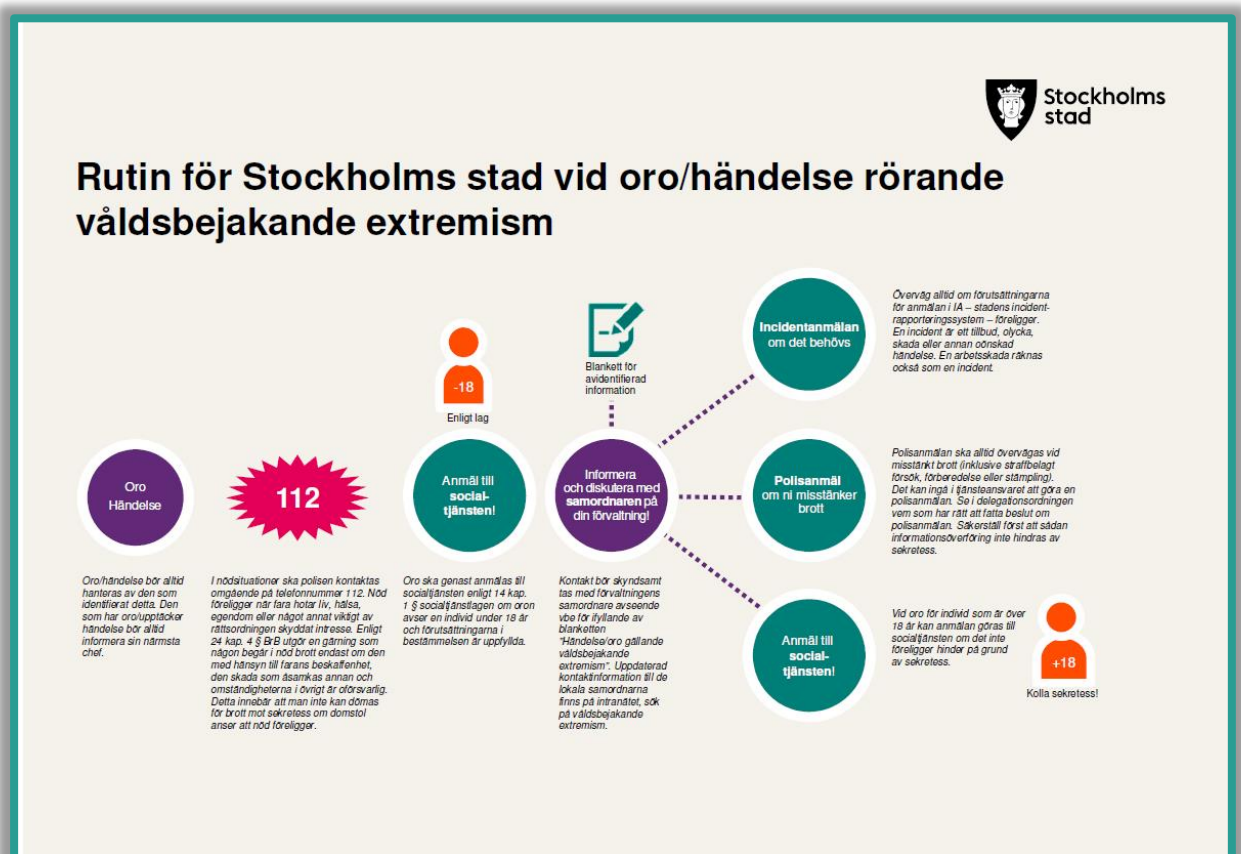 Stockholms
stad
Rutin för Stockholms stad vid oro/händelse rörande
våldsbejakande extremism
Oro
Händelse
Oro/händelse bör alltid
hanteras av den som
identifierat detta. Den
som har oro/upptäcker
händelse bör alltid
informera sin närmsta
chef.
112
I nödsituationer ska polisen kontaktas
omgående på telefonnummer 112. Nöd
föreligger när fara hotar liv, hälsa,
egendom eller något annat viktigt av
rättsordningen skyddat intresse. Enligt
24 kap. 4 § BrB utgör en gärning som
någon begår i nöd brott endast om den
med hänsyn till farans beskaffenhet,
den skada som åsamkas annan och
omständigheterna i övrigt är oförsvarlig.
Detta innebär att man inte kan dömas
för brott mot sekretess om domstol
anser att nöd föreligger.
-18
Enligt lag
Anmäl till
social-
tjänsten!
Oro ska genast anmälas till
socialtjänsten enligt 14 kap.
1 § socialtjänstlagen om oron
avser en individ under 18 år
och förutsättningarna i
bestämmelsen är uppfyllda.
Blankett för
avidentifierad
information
Informera
och diskutera med
samordnaren på
din förvaltning!
Kontakt bör skyndsamt
tas med förvaltningens
samordnare avseende
vbe för ifyllande av
blanketten
"Händelse/oro gällande
våldsbejakande
extremism". Uppdaterad
kontaktinformation till de
lokala samordnarna
finns på intranätet, sök
på våldsbejakande
extremism.
Incidentanmälan
om det behövs
Överväg alltid om förutsättningarna
för anmälan i IA – stadens incident-
rapporteringssystem – föreligger.
En incident är ett tillbud, olycka,
skada eller annan oönskad
händelse. En arbetsskada räknas
också som en incident.
Polisanmäl
om ni misstänker
brott
Polisanmälan ska alltid övervägas vid
misstänkt brott (inklusive straffbelagt
försök, förberedelse eller stämpling).
Det kan ingå i tjänsteansvaret att göra en
polisanmälan. Se i delegationsordningen
vem som har rätt att fatta beslut om
polisanmälan. Säkerställ först att sådan
informationsöverföring inte hindras av
sekretess.
Anmäl till
social-
tjänsten!
Vid oro för individ som är över
18 år kan anmälan göras till
socialtjänsten om det inte
föreligger hinder på grund
av sekretess.
+18
Kolla sekretess!